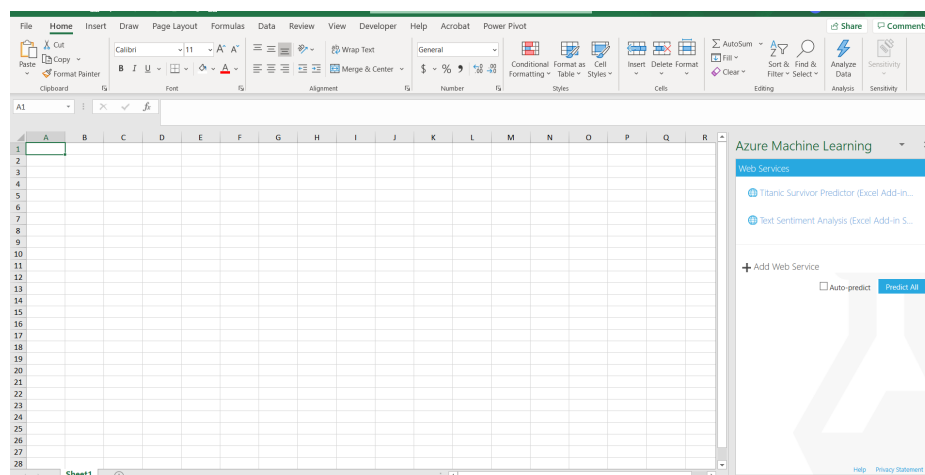 File Home Insert Draw Page Layout Formulas Data Review View Developer Help Acrobat Power Pivot Share Comments
Cut
Copy
Format Painter
Paste
Calibri 11 A^ A˅
B I U A
Wrap Text
Merge & Center
General
$ % 9
Conditional Formatting
Format as Table
Cell Styles
Insert Delete Format
AutoSum
Fill
Clear
Sort & Filter
Find & Select
Analyze Data
Sensitivity
Clipboard Font Alignment Number Styles Cells Editing Analysis Sensitivity
A1 fx
A B C D E F G H I J K L M N O P Q R
1
2
3
4
5
6
7
8
9
10
11
12
13
14
15
16
17
18
19
20
21
22
23
24
25
26
27
28
Sheet1
Azure Machine Learning
Web Services
Titanic Survivor Predictor (Excel Add-in...
Text Sentiment Analysis (Excel Add-in S...
Add Web Service
Auto-predict Predict All
Help Privacy Statement